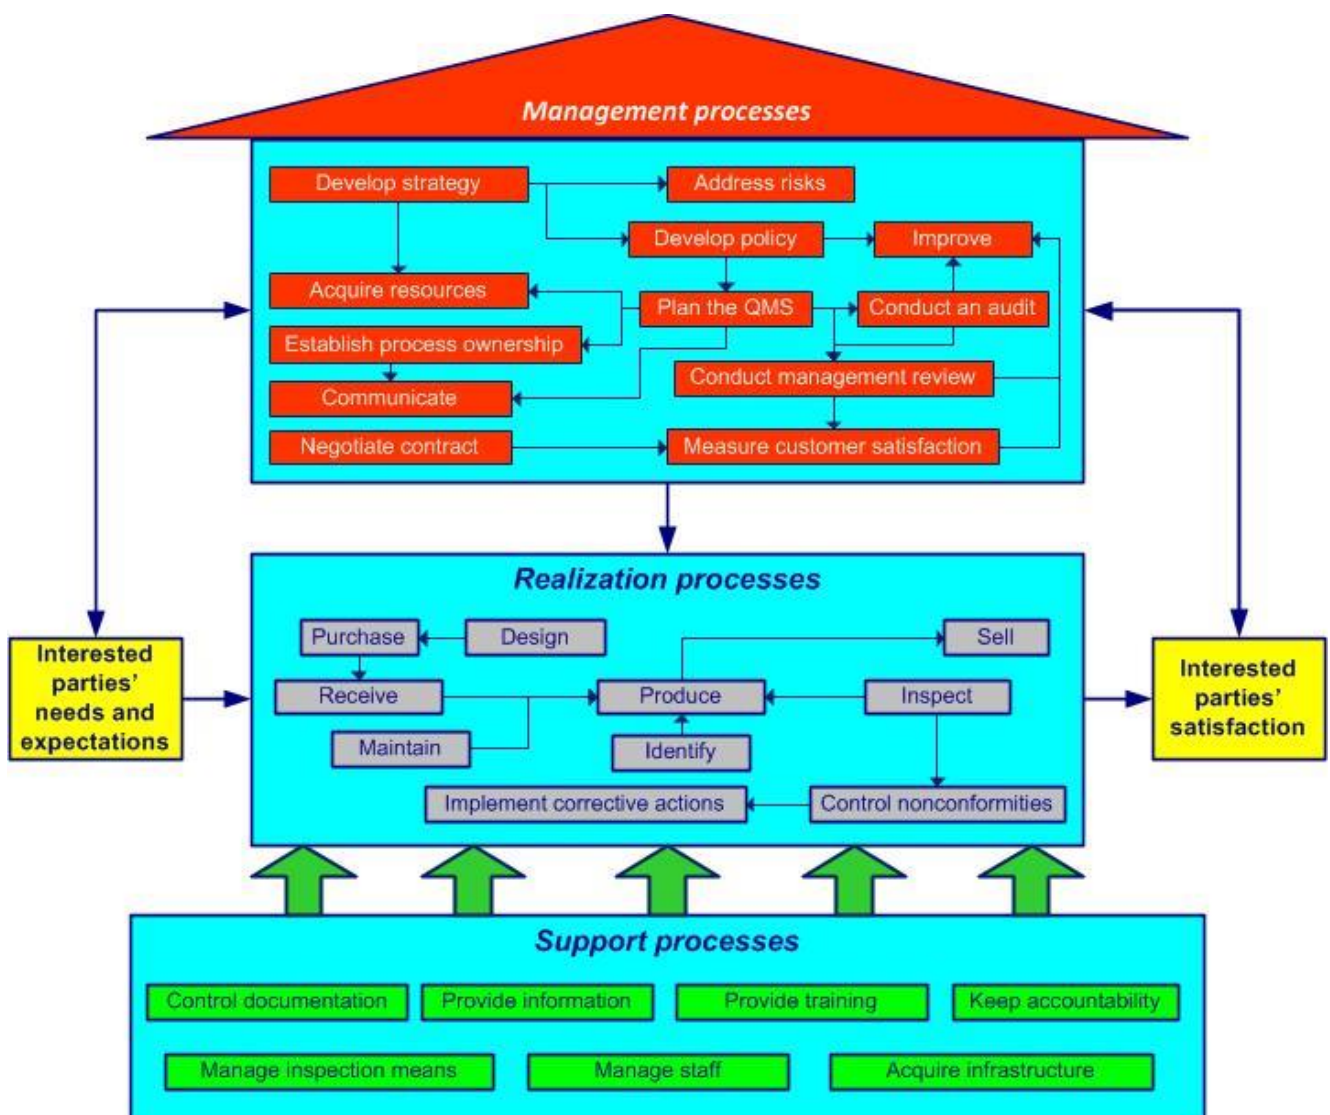 Management processes
Develop strategy
Address risks
Develop policy
Improve
Acquire resources
Plan the QMS
Conduct an audit
Establish process ownership
Conduct management review
Communicate
Negotiate contract
Measure customer satisfaction
Realization processes
Purchase
Design
Sell
Interested
parties’
needs and
expectations
Receive
Produce
Inspect
Maintain
Identify
Implement corrective actions
Control nonconformities
Interested
parties’
satisfaction
Support processes
Control documentation
Provide information
Provide training
Keep accountability
Manage inspection means
Manage staff
Acquire infrastructure